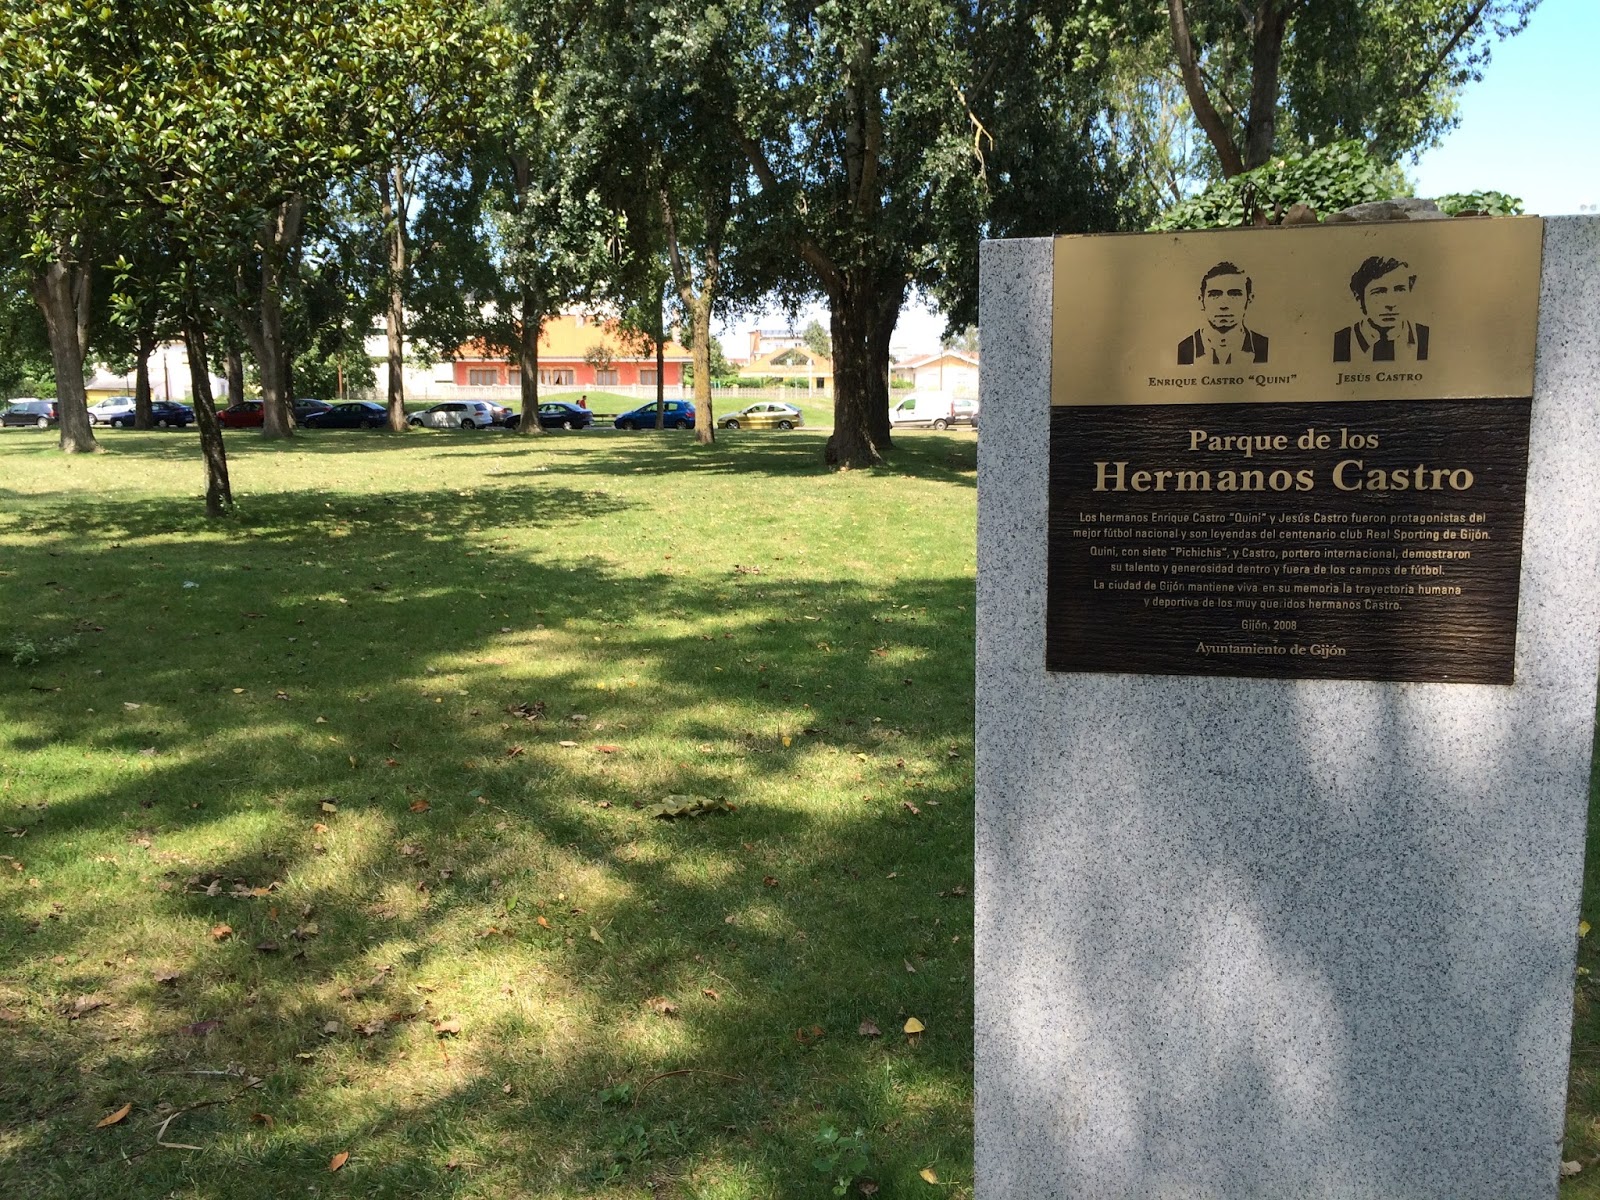 ENRIQUE CASTRO "QUINI"
JESÚS CASTRO
Parque de los
Hermanos Castro
Los hermanos Enrique Castro "Quini" y Jesús Castro fueron protagonistas del
mejor fútbol nacional y son leyendas del centenario club Real Sporting de Gijón.
Quini, con siete "Pichichis", y Castro, portero internacional, demostraron
su talento y generosidad dentro y fuera de los campos de fútbol.
La ciudad de Gijón mantiene viva en su memoria la trayectoria humana
y deportiva de los muy que idos hermanos Castro.
Gijón, 2008
Ayuntamiento de Gijón